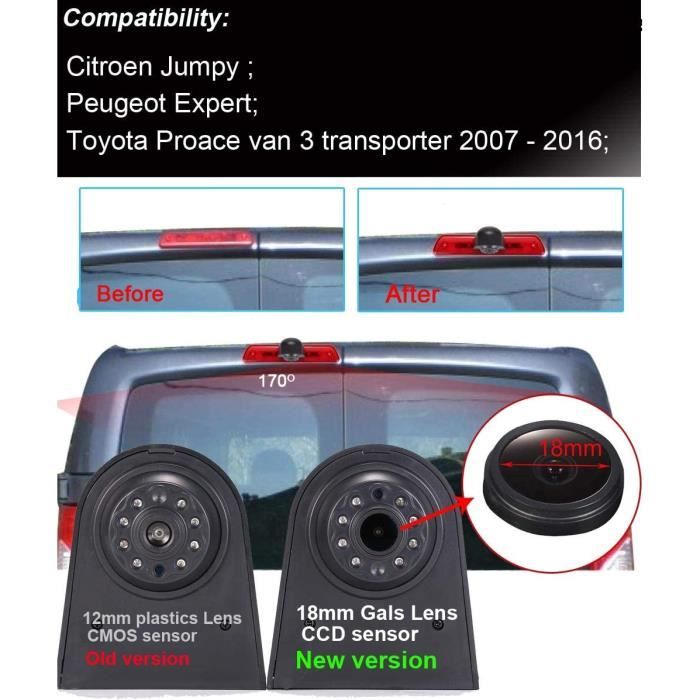 Compatibility:
Citroen Jumpy ;
Peugeot Expert;
Toyota Proace van 3 transporter 2007 - 2016;
Before
After
170º
18mm
12mm plastics Lens
CMOS sensor
Old version
18mm Gals Lens
CCD sensor
New version